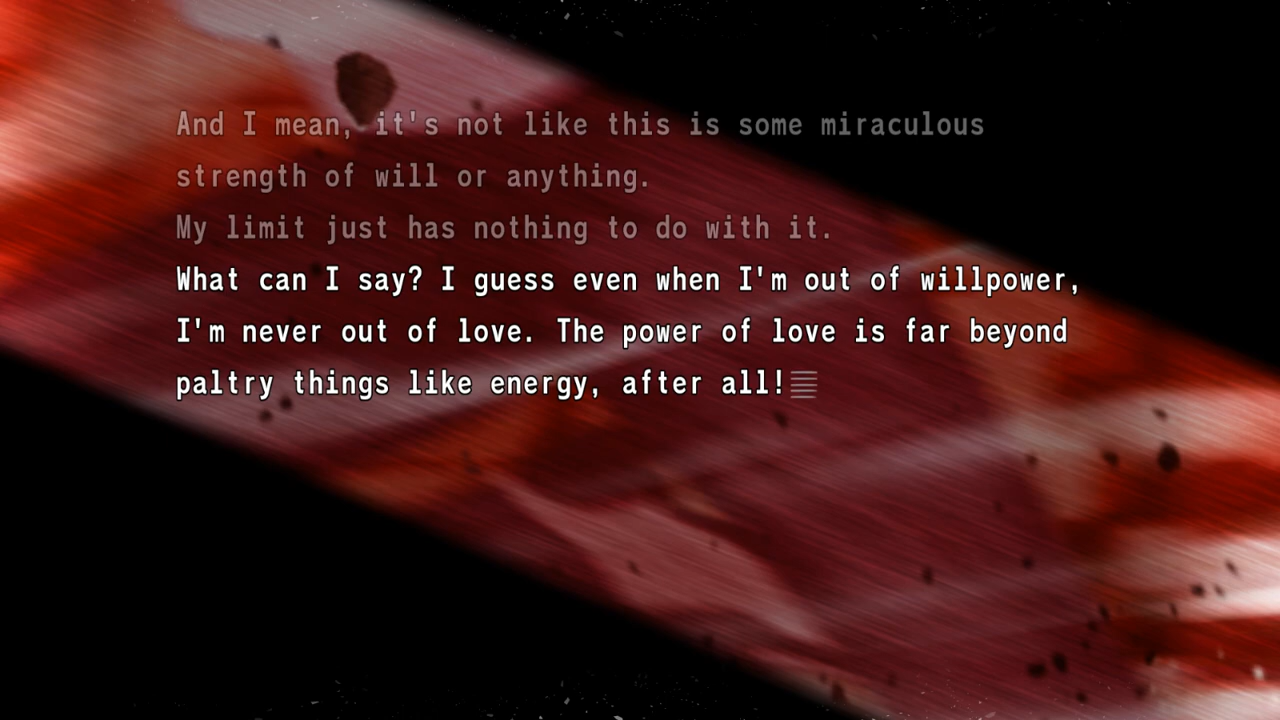 And I mean, it's not like this is some miraculous
strength of will or anything.
My limit just has nothing to do with it.
What can I say? I guess even when I'm out of willpower,
I'm never out of love. The power of love is far beyond
paltry things like energy, after all!